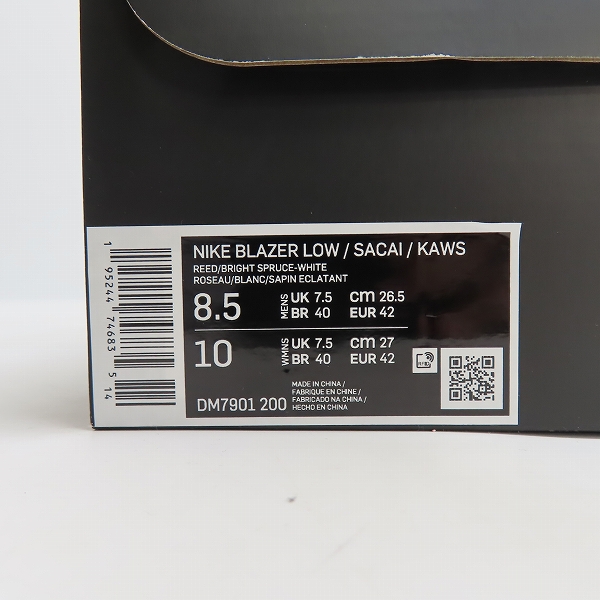 NIKE BLAZER LOW / SACAI / KAWS
REED/BRIGHT SPRUCE-WHITE
ROSEAU/BLANC/SAPIN ECLATANT
8.5 MENS UK 7.5 CM 26.5
BR 40 EUR 42
10 WMNS UK 7.5 CM 27
BR 40 EUR 42
RFID
DM7901 200
MADE IN CHINA /
FABRIQUE EN CHINE /
FABRICADO NA CHINA /
HECHO EN CHINA
1 95244 74683 5 14